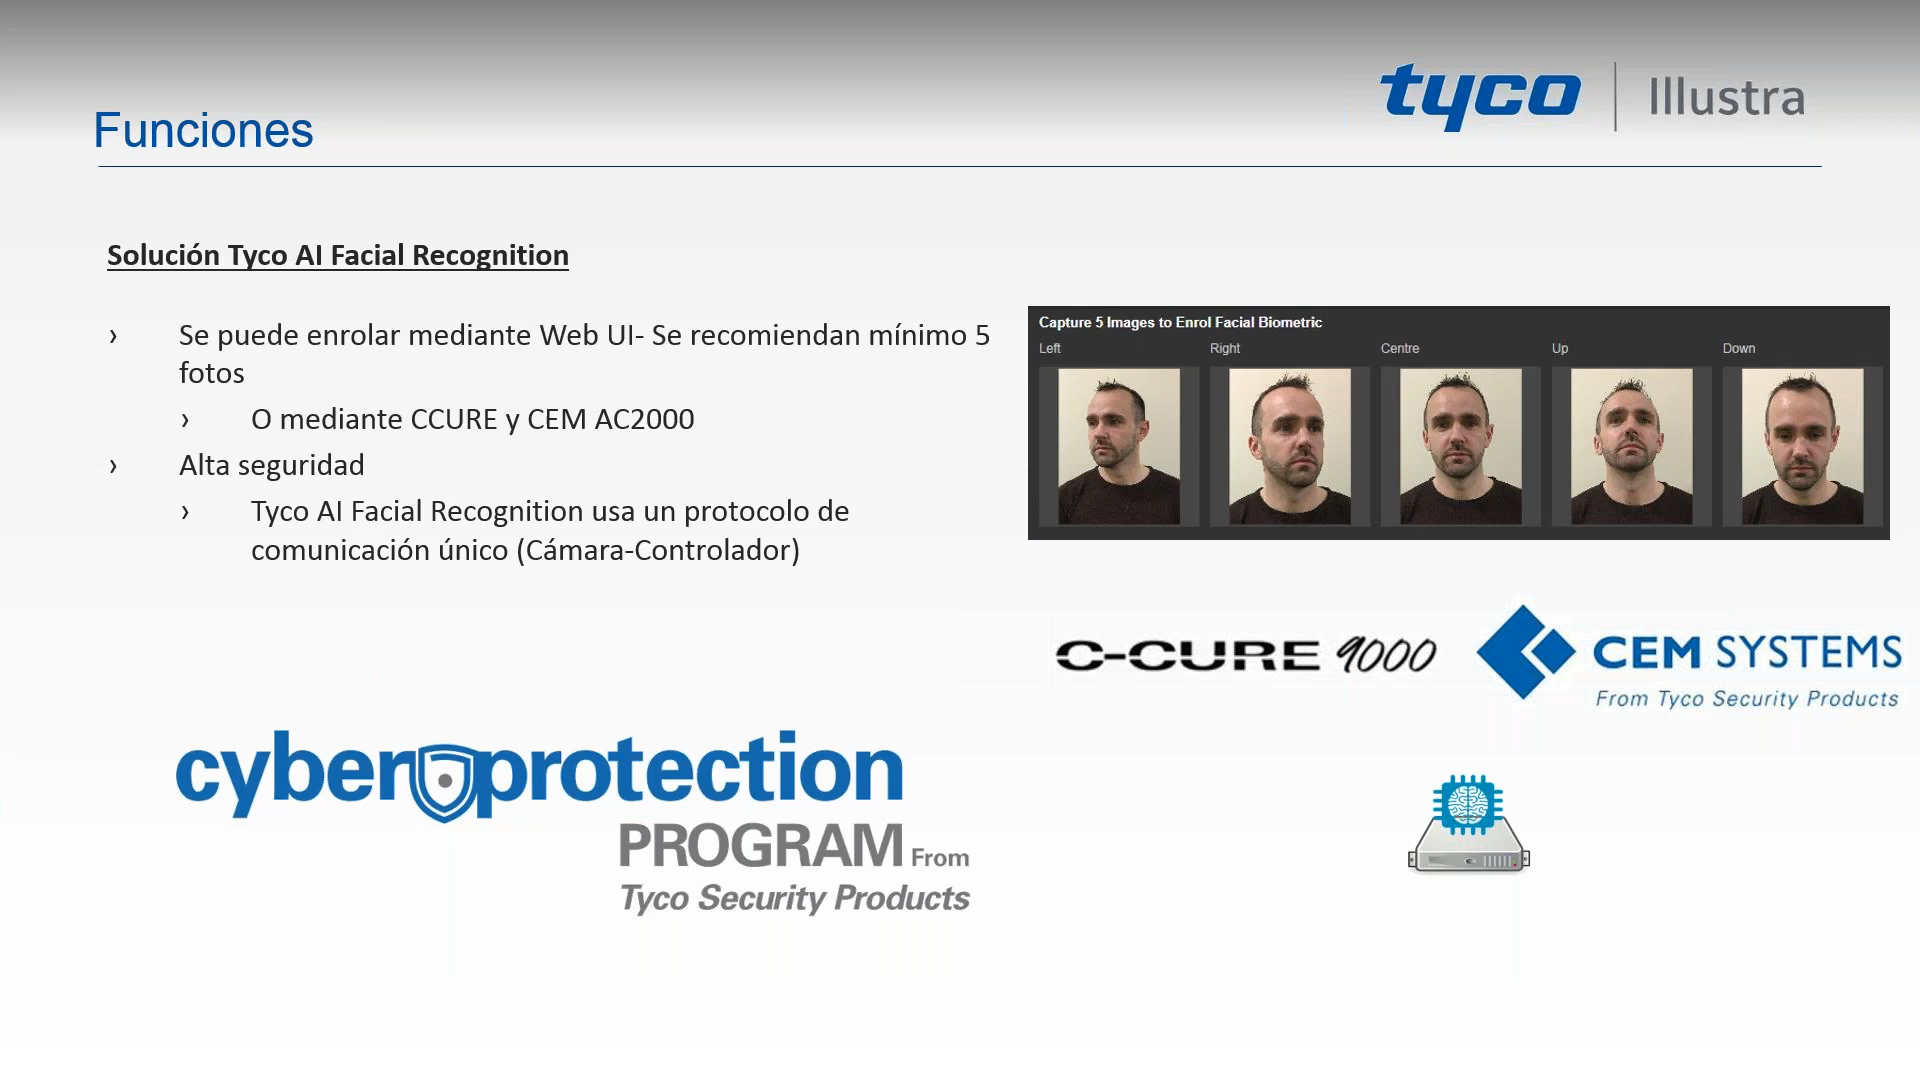 tyco | Illustra
Funciones
Solución Tyco AI Facial Recognition
› Se puede enrolar mediante Web UI- Se recomiendan mínimo 5
fotos
› O mediante CCURE y CEM AC2000
› Alta seguridad
› Tyco AI Facial Recognition usa un protocolo de
comunicación único (Cámara-Controlador)
Capture 5 Images to Enrol Facial Biometric
Left Right Centre Up Down
C-CURE 9000
CEM SYSTEMS
From Tyco Security Products
cyber protection
PROGRAM From
Tyco Security Products